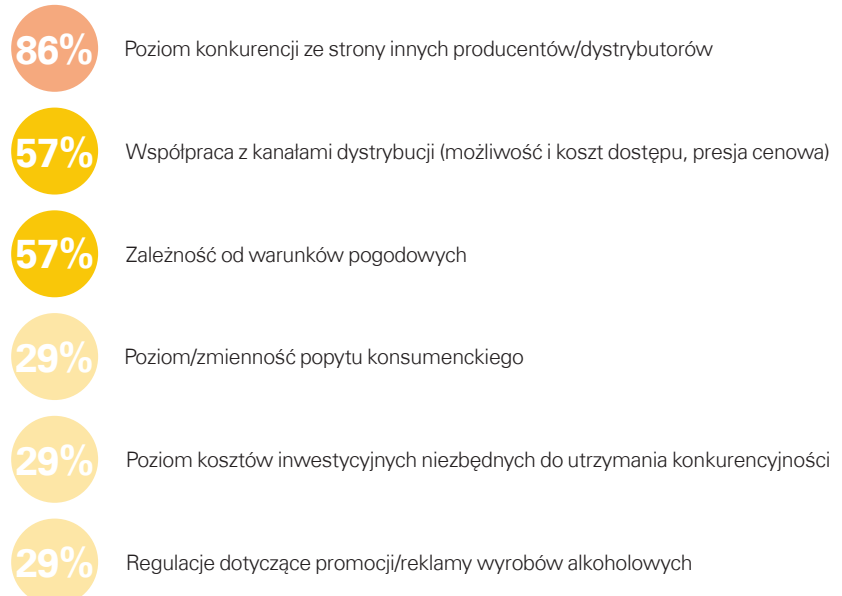 86% Poziom konkurencji ze strony innych producentów/dystrybutorów
57% Współpraca z kanałami dystrybucji (możliwość i koszt dostępu, presja cenowa)
57% Zależność od warunków pogodowych
29% Poziom/zmienność popytu konsumenckiego
29% Poziom kosztów inwestycyjnych niezbędnych do utrzymania konkurencyjności
29% Regulacje dotyczące promocji/reklamy wyrobów alkoholowych